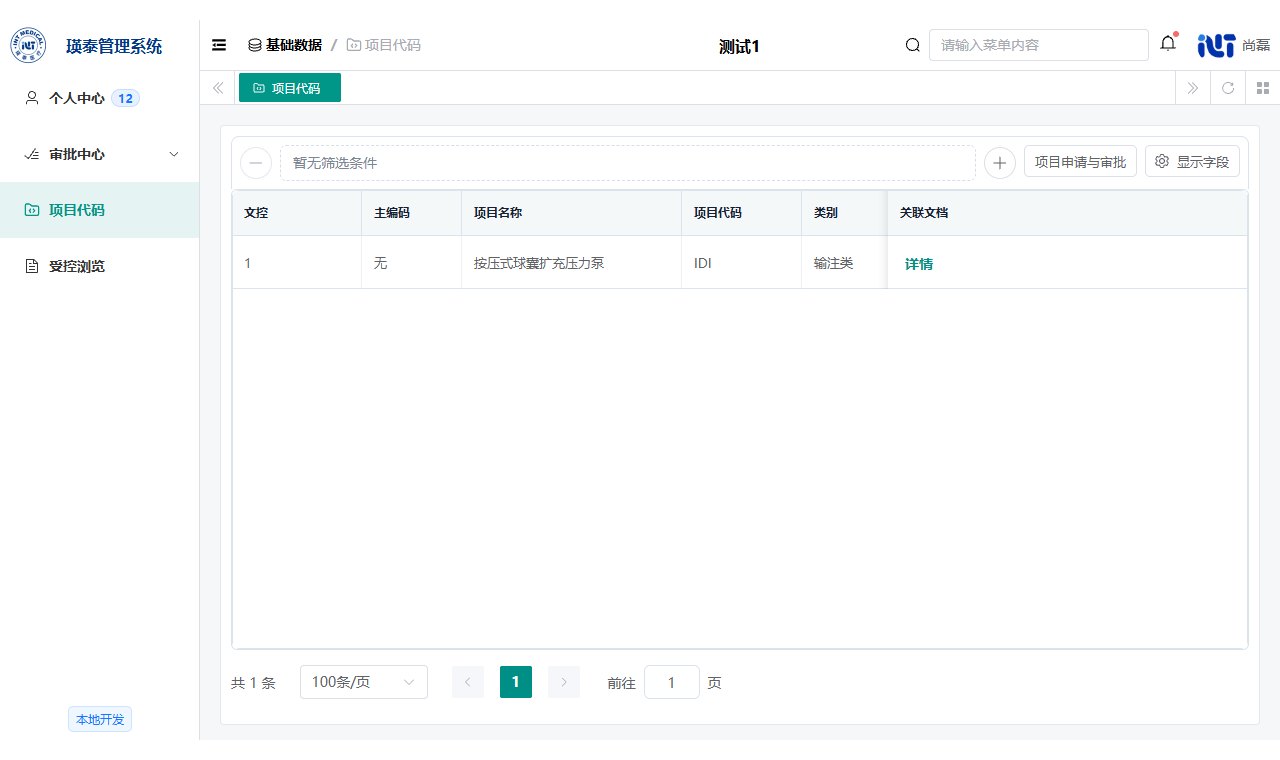 INT MEDICAL
瑛泰管理系统
基础数据 / 项目代码
测试1
请输入菜单内容
INT
尚磊
个人中心 12
审批中心
项目代码
受控浏览
本地开发
项目代码
暂无筛选条件
项目申请与审批
显示字段
文控 主编码 项目名称 项目代码 类别 关联文档
1 无 按压式球囊扩充压力泵 IDI 输注类 详情
共 1 条 100条/页 1 前往 1 页